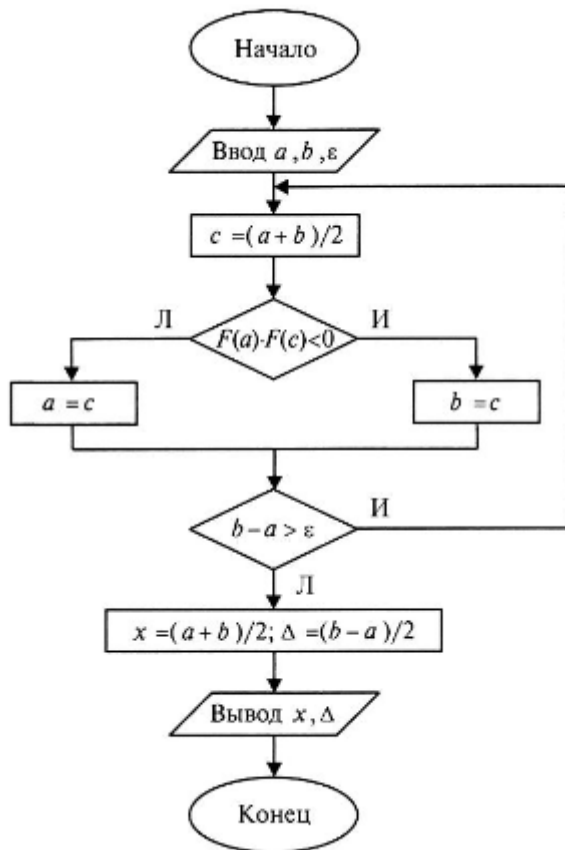 Начало
Ввод a, b, ε
c =(a+b)/2
Л
F(a)·F(c)<0
И
a = c
b = c
b – a > ε
И
Л
x =(a+b)/2; Δ =(b–a)/2
Вывод x, Δ
Конец